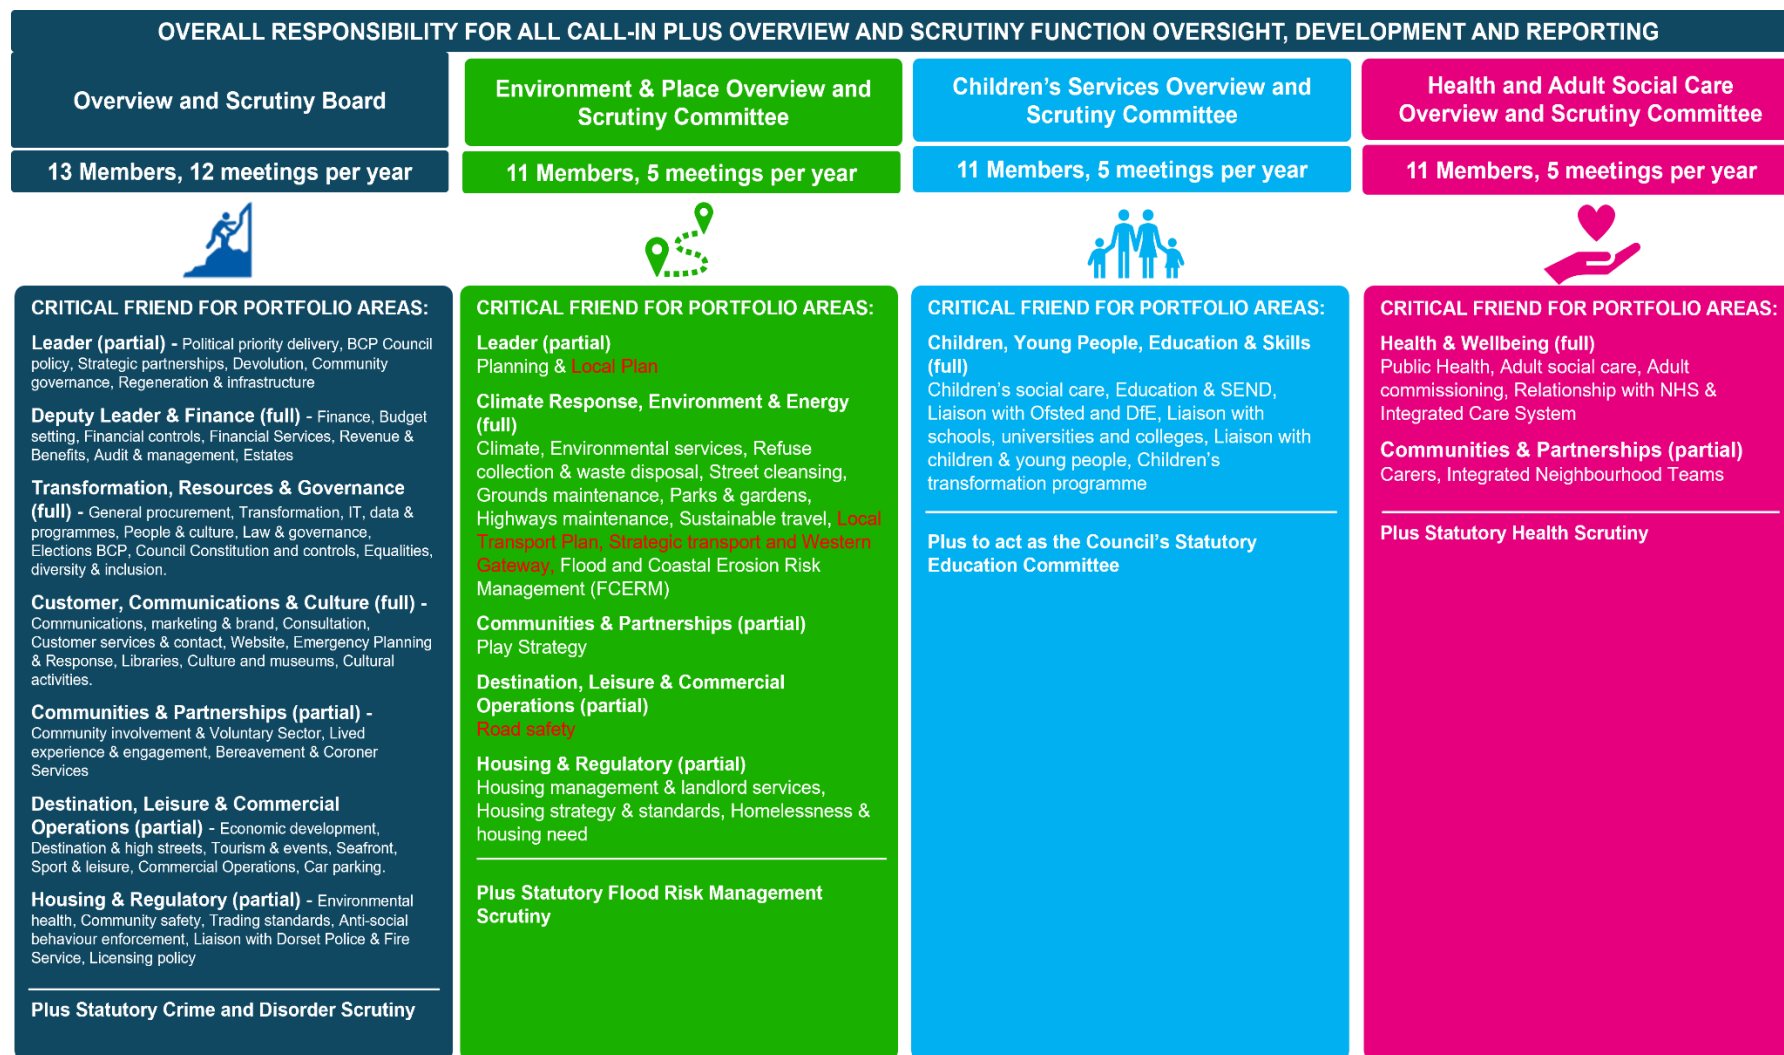 OVERALL RESPONSIBILITY FOR ALL CALL-IN PLUS OVERVIEW AND SCRUTINY FUNCTION OVERSIGHT, DEVELOPMENT AND REPORTING
Overview and Scrutiny Board
13 Members, 12 meetings per year
CRITICAL FRIEND FOR PORTFOLIO AREAS:
Leader (partial) - Political priority delivery, BCP Council
policy, Strategic partnerships, Devolution, Community
governance, Regeneration & infrastructure
Deputy Leader & Finance (full) - Finance, Budget
setting, Financial controls, Financial Services, Revenue &
Benefits, Audit & management, Estates
Transformation, Resources & Governance
(full) - General procurement, Transformation, IT, data &
programmes, People & culture, Law & governance,
Elections BCP, Council Constitution and controls, Equalities,
diversity & inclusion.
Customer, Communications & Culture (full) -
Communications, marketing & brand, Consultation,
Customer services & contact, Website, Emergency Planning
& Response, Libraries, Culture and museums, Cultural
activities.
Communities & Partnerships (partial) -
Community involvement & Voluntary Sector, Lived
experience & engagement, Bereavement & Coroner
Services
Destination, Leisure & Commercial
Operations (partial) - Economic development,
Destination & high streets, Tourism & events, Seafront,
Sport & leisure, Commercial Operations, Car parking.
Housing & Regulatory (partial) - Environmental
health, Community safety, Trading standards, Anti-social
behaviour enforcement, Liaison with Dorset Police & Fire
Service, Licensing policy
Plus Statutory Crime and Disorder Scrutiny
Environment & Place Overview and
Scrutiny Committee
11 Members, 5 meetings per year
CRITICAL FRIEND FOR PORTFOLIO AREAS:
Leader (partial)
Planning & Local Plan
Climate Response, Environment & Energy
(full)
Climate, Environmental services, Refuse
collection & waste disposal, Street cleansing,
Grounds maintenance, Parks & gardens,
Highways maintenance, Sustainable travel, Local
Transport Plan, Strategic transport and Western
Gateway, Flood and Coastal Erosion Risk
Management (FCERM)
Communities & Partnerships (partial)
Play Strategy
Destination, Leisure & Commercial
Operations (partial)
Road safety
Housing & Regulatory (partial)
Housing management & landlord services,
Housing strategy & standards, Homelessness &
housing need
Plus Statutory Flood Risk Management
Scrutiny
Children's Services Overview and
Scrutiny Committee
11 Members, 5 meetings per year
CRITICAL FRIEND FOR PORTFOLIO AREAS:
Children, Young People, Education & Skills
(full)
Children's social care, Education & SEND,
Liaison with Ofsted and DfE, Liaison with
schools, universities and colleges, Liaison with
children & young people, Children's
transformation programme
Plus to act as the Council's Statutory
Education Committee
Health and Adult Social Care
Overview and Scrutiny Committee
11 Members, 5 meetings per year
CRITICAL FRIEND FOR PORTFOLIO AREAS:
Health & Wellbeing (full)
Public Health, Adult social care, Adult
commissioning, Relationship with NHS &
Integrated Care System
Communities & Partnerships (partial)
Carers, Integrated Neighbourhood Teams
Plus Statutory Health Scrutiny